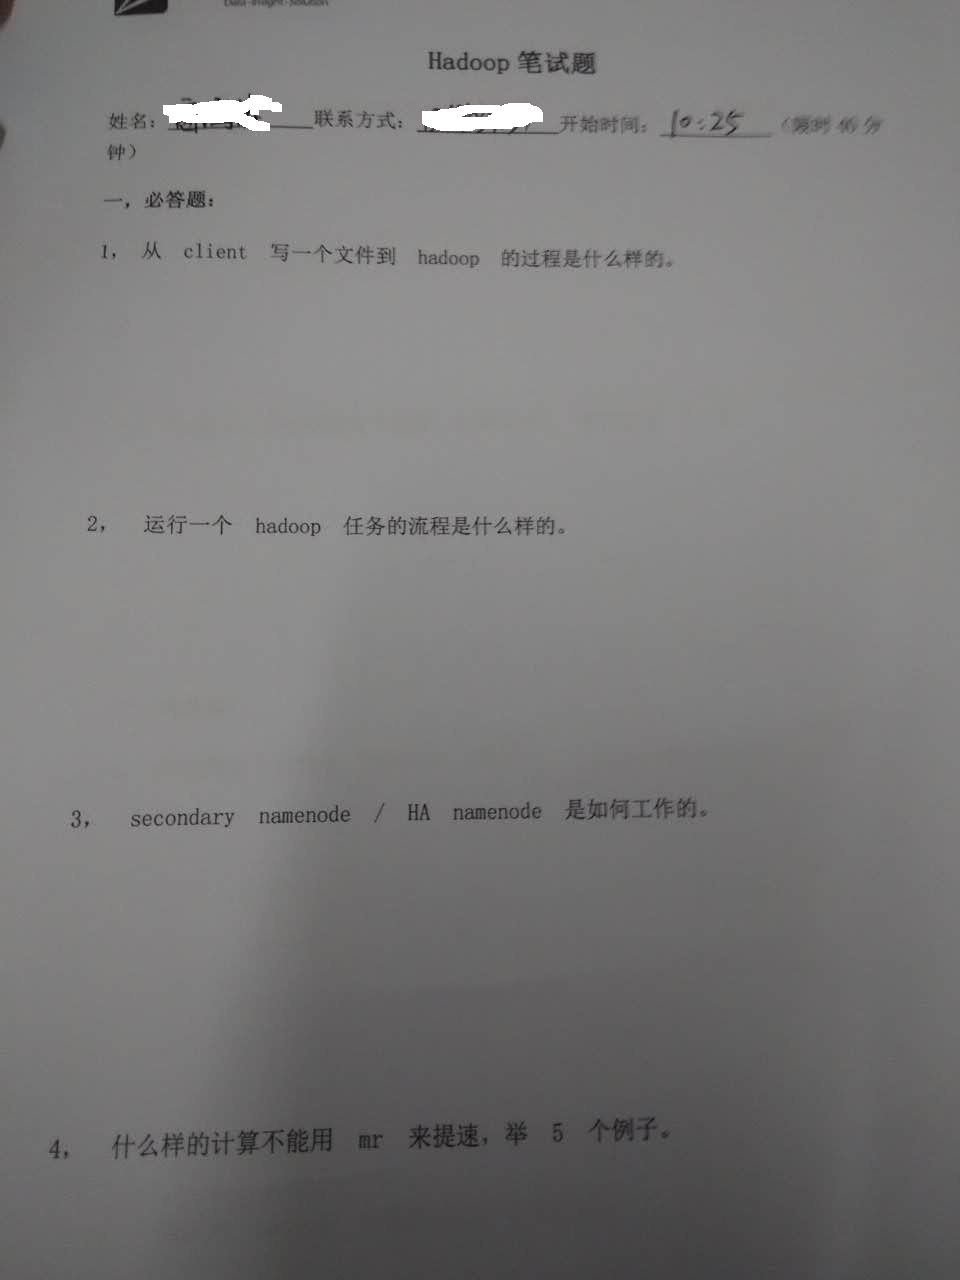 Data·Insight·Solution
Hadoop 笔试题
姓名: 联系方式: 开始时间: 10:25 (限时 分
钟)
一, 必答题:
1, 从 client 写一个文件到 hadoop 的过程是什么样的。
2, 运行一个 hadoop 任务的流程是什么样的。
3, secondary namenode / HA namenode 是如何工作的。
4, 什么样的计算不能用 mr 来提速, 举 5 个例子。